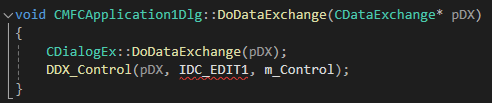 void CMFCApplication1Dlg::DoDataExchange(CDataExchange* pDX)
{
CDialogEx::DoDataExchange(pDX);
DDX_Control(pDX, IDC_EDIT1, m_Control);
}